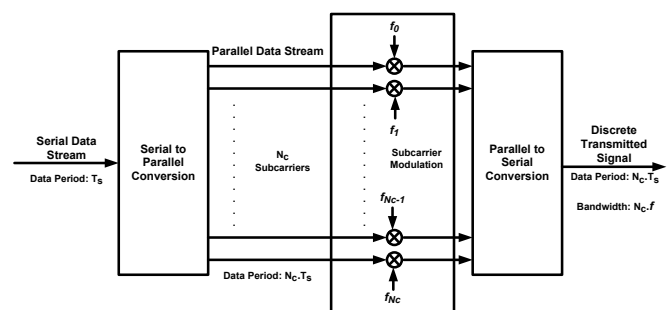 f0
Parallel Data Stream
f1
Serial Data
Stream
Data Period: Ts
Serial to
Parallel
Conversion
Nc
Subcarriers
Subcarrier
Modulation
Parallel to
Serial
Conversion
Discrete
Transmitted
Signal
Data Period: Nc.Ts
Bandwidth: Nc.f
fNc-1
Data Period: Nc.Ts
fNc